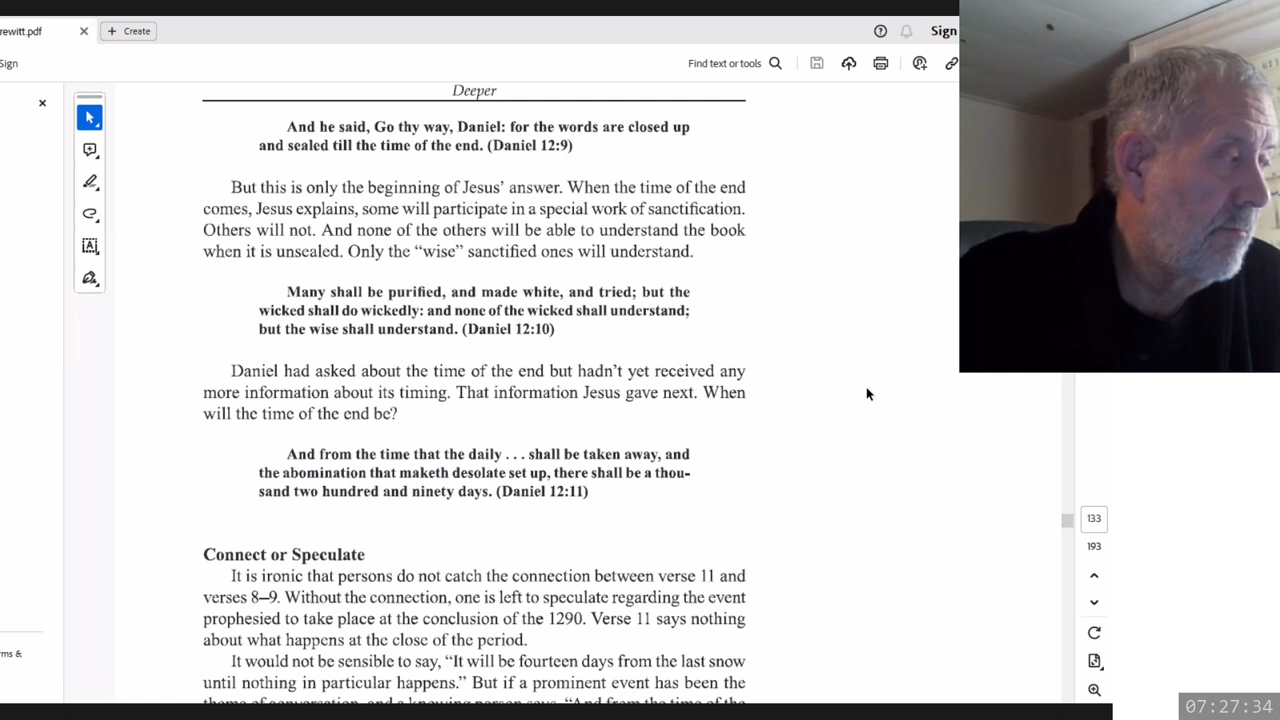 rewitt.pdf
Create
Sign
Sign
Find text or tools
Deeper
And he said, Go thy way, Daniel: for the words are closed up
and sealed till the time of the end. (Daniel 12:9)
But this is only the beginning of Jesus’ answer. When the time of the end
comes, Jesus explains, some will participate in a special work of sanctification.
Others will not. And none of the others will be able to understand the book
when it is unsealed. Only the “wise” sanctified ones will understand.
Many shall be purified, and made white, and tried; but the
wicked shall do wickedly: and none of the wicked shall understand;
but the wise shall understand. (Daniel 12:10)
Daniel had asked about the time of the end but hadn’t yet received any
more information about its timing. That information Jesus gave next. When
will the time of the end be?
And from the time that the daily . . . shall be taken away, and
the abomination that maketh desolate set up, there shall be a thou-
sand two hundred and ninety days. (Daniel 12:11)
133
193
Connect or Speculate
It is ironic that persons do not catch the connection between verse 11 and
verses 8–9. Without the connection, one is left to speculate regarding the event
prophesied to take place at the conclusion of the 1290. Verse 11 says nothing
about what happens at the close of the period.
rms &
It would not be sensible to say, “It will be fourteen days from the last snow
until nothing in particular happens.” But if a prominent event has been the
theme of conversation, and a knowing person says, “And from the time of the
07:27:34